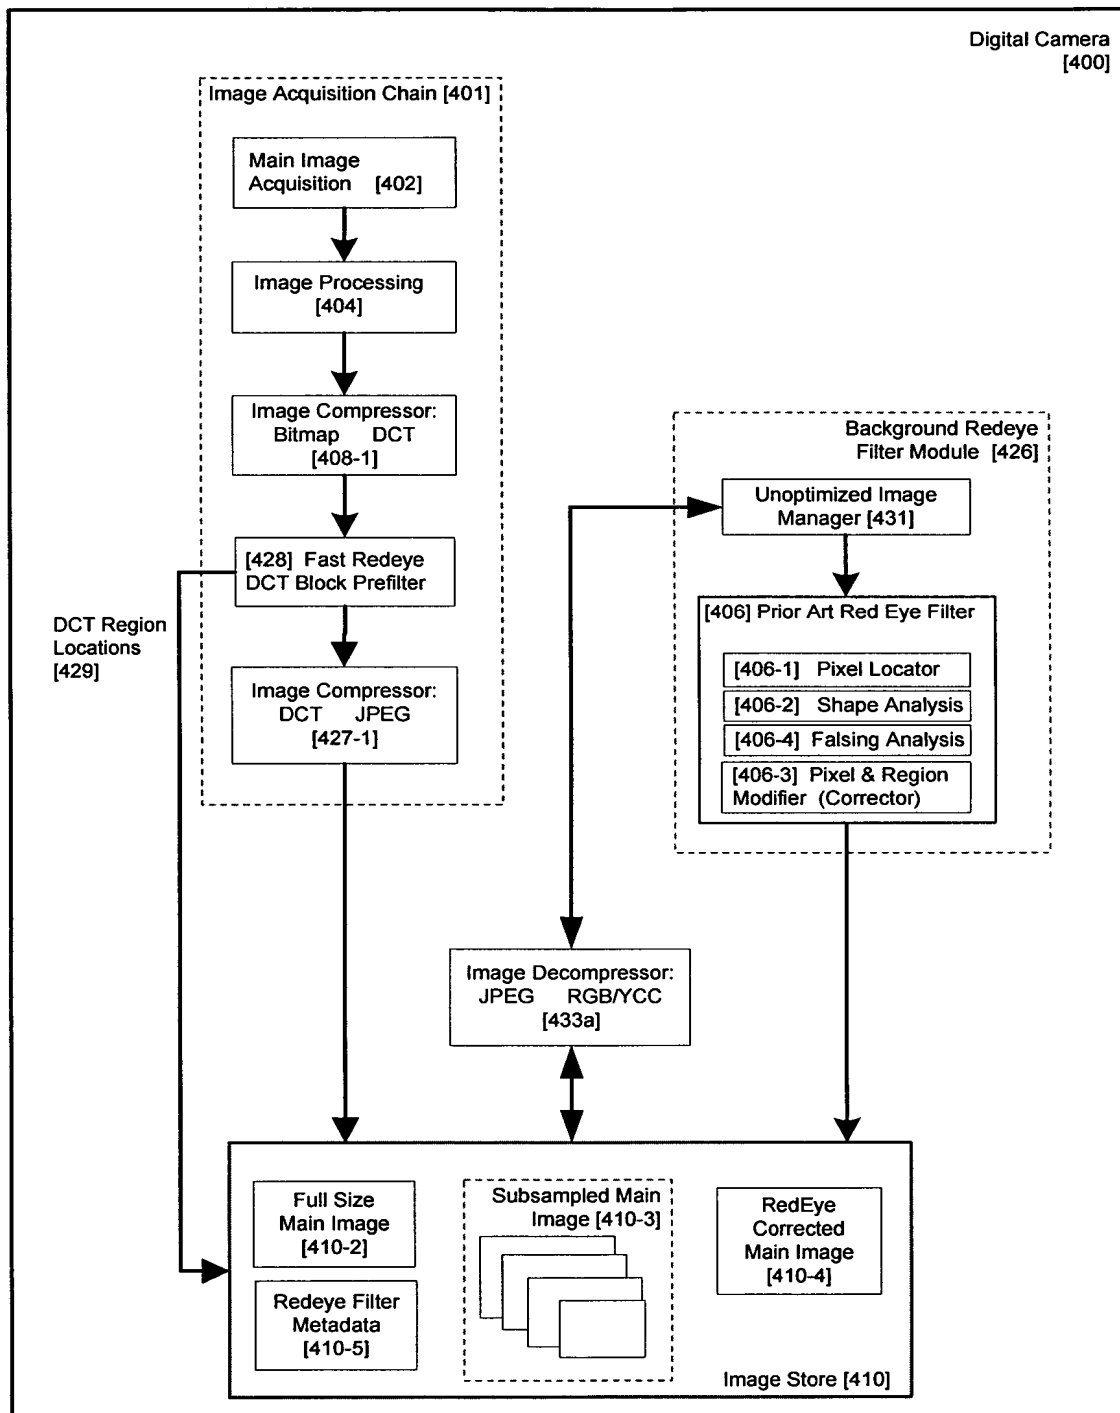 Digital Camera
[400]
Image Acquisition Chain [401]
Main Image
Acquisition [402]
Image Processing
[404]
Image Compressor:
Bitmap DCT
[408-1]
[428] Fast Redeye
DCT Block Prefilter
DCT Region
Locations
[429]
Image Compressor:
DCT JPEG
[427-1]
Background Redeye
Filter Module [426]
Unoptimized Image
Manager [431]
[406] Prior Art Red Eye Filter
[406-1] Pixel Locator
[406-2] Shape Analysis
[406-4] Falsing Analysis
[406-3] Pixel & Region
Modifier (Corrector)
Image Decompressor:
JPEG RGB/YCC
[433a]
Full Size
Main Image
[410-2]
Redeye Filter
Metadata
[410-5]
Subsampled Main
Image [410-3]
RedEye
Corrected
Main Image
[410-4]
Image Store [410]